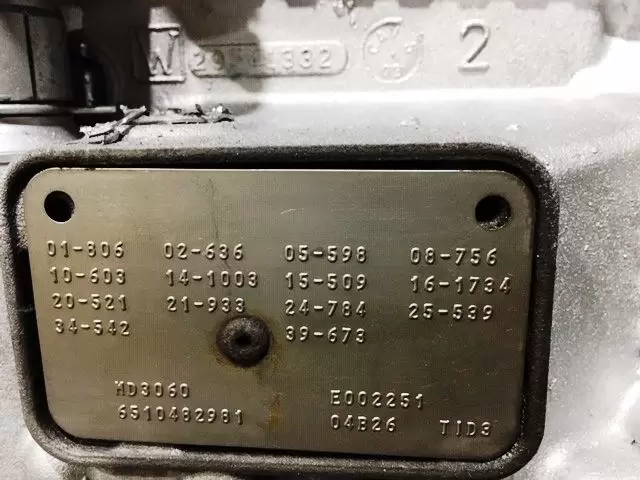 W
2
01-806 02-636 05-598 08-756
10-603 14-1003 15-509 16-1734
20-521 21-933 24-784 25-539
34-542 39-673
MD3060 E002251
6510482981 04B26 TID3